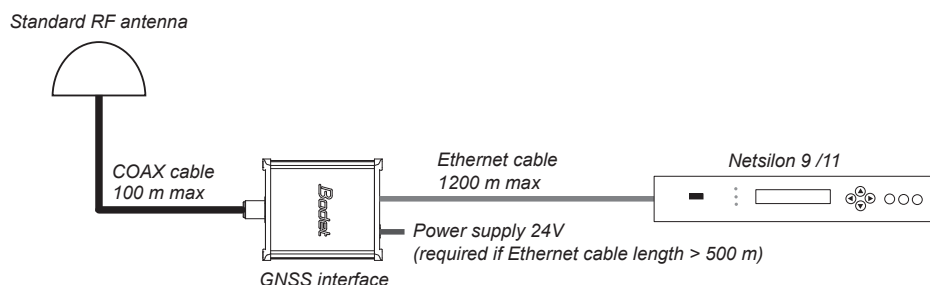 Standard RF antenna
COAX cable
100 m max
Bodet
GNSS interface
Ethernet cable
1200 m max
Power supply 24V
(required if Ethernet cable length > 500 m)
Netsilon 9 /11